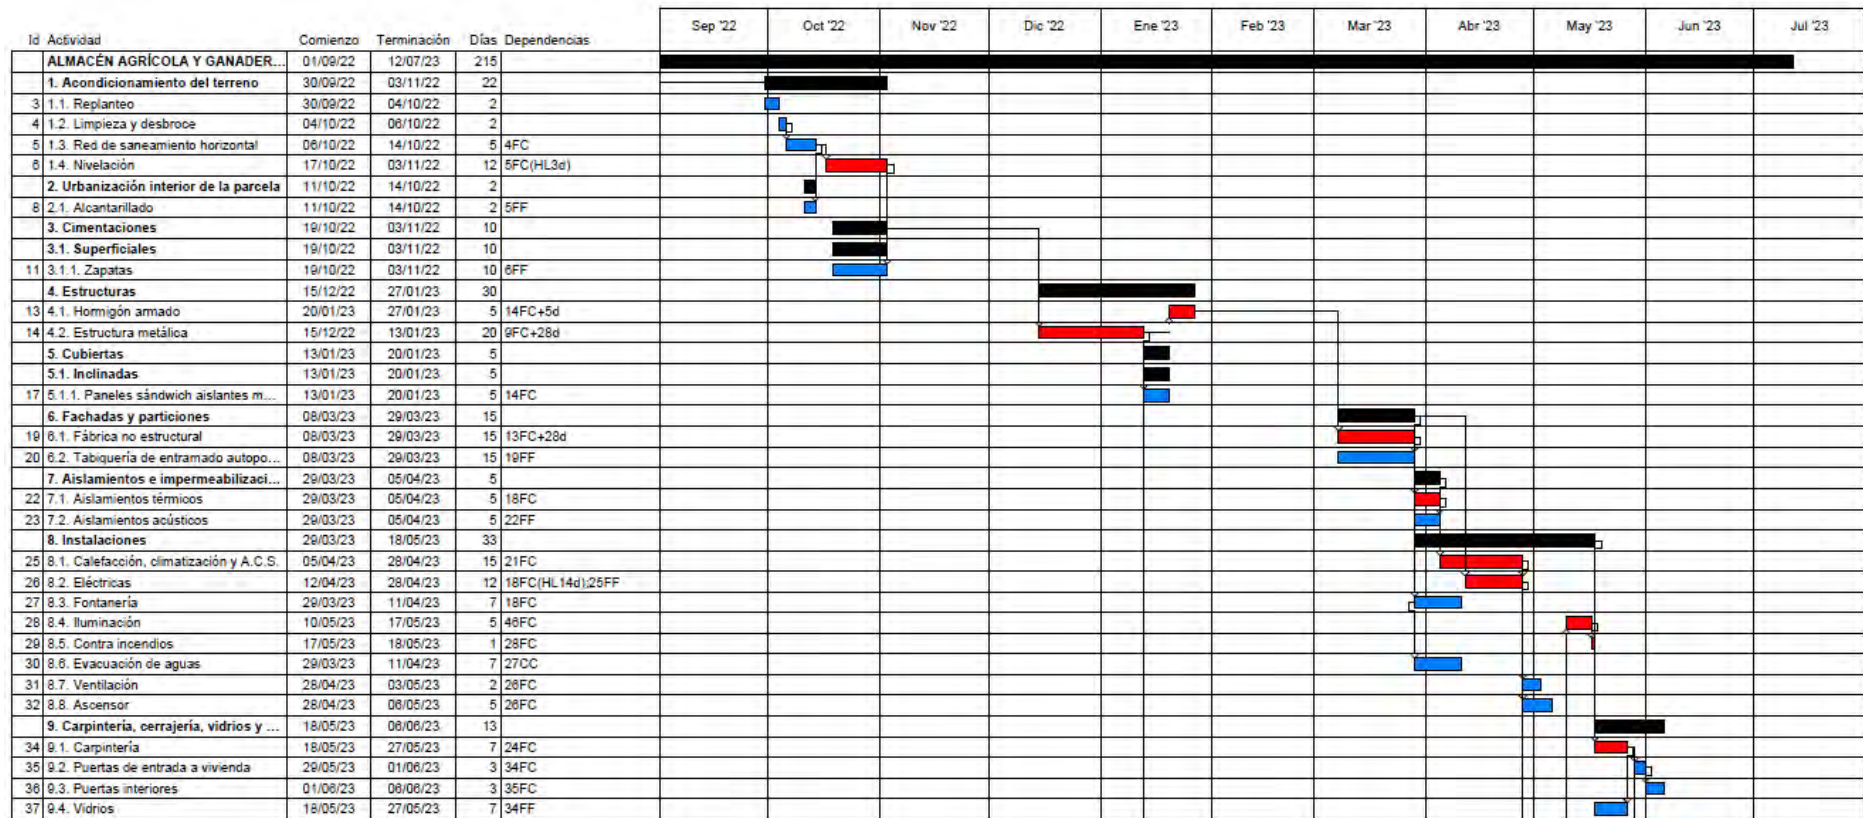 Sep '22 Oct '22 Nov '22 Dic '22 Ene '23 Feb '23 Mar '23 Abr '23 May '23 Jun '23 Jul '23
Id Actividad Comienzo Terminación Días Dependencias
ALMACÉN AGRÍCOLA Y GANADER... 01/09/22 12/07/23 215
1. Acondicionamiento del terreno 30/09/22 03/11/22 22
3 1.1. Replanteo 30/09/22 04/10/22 2
4 1.2. Limpieza y desbroce 04/10/22 06/10/22 2
5 1.3. Red de saneamiento horizontal 06/10/22 14/10/22 5 4FC
6 1.4. Nivelación 17/10/22 03/11/22 12 5FC(HL3d)
2. Urbanización interior de la parcela 11/10/22 14/10/22 2
8 2.1. Alcantarillado 11/10/22 14/10/22 2 5FF
3. Cimentaciones 19/10/22 03/11/22 10
3.1. Superficiales 19/10/22 03/11/22 10
11 3.1.1. Zapatas 19/10/22 03/11/22 10 6FF
4. Estructuras 15/12/22 27/01/23 30
13 4.1. Hormigón armado 20/01/23 27/01/23 5 14FC+5d
14 4.2. Estructura metálica 15/12/22 13/01/23 20 9FC+28d
5. Cubiertas 13/01/23 20/01/23 5
5.1. Inclinadas 13/01/23 20/01/23 5
17 5.1.1. Paneles sándwich aislantes m... 13/01/23 20/01/23 5 14FC
6. Fachadas y particiones 08/03/23 29/03/23 15
19 6.1. Fábrica no estructural 08/03/23 29/03/23 15 13FC+28d
20 6.2. Tabiquería de entramado autopo... 08/03/23 29/03/23 15 19FF
7. Aislamientos e impermeabilizaci... 29/03/23 05/04/23 5
22 7.1. Aislamientos térmicos 29/03/23 05/04/23 5 18FC
23 7.2. Aislamientos acústicos 29/03/23 05/04/23 5 22FF
8. Instalaciones 29/03/23 18/05/23 33
25 8.1. Calefacción, climatización y A.C.S. 05/04/23 28/04/23 15 21FC
26 8.2. Eléctricas 12/04/23 28/04/23 12 18FC(HL14d);25FF
27 8.3. Fontanería 29/03/23 11/04/23 7 18FC
28 8.4. Iluminación 10/05/23 17/05/23 5 46FC
29 8.5. Contra incendios 17/05/23 18/05/23 1 28FC
30 8.6. Evacuación de aguas 29/03/23 11/04/23 7 27CC
31 8.7. Ventilación 28/04/23 03/05/23 2 26FC
32 8.8. Ascensor 28/04/23 06/05/23 5 26FC
9. Carpintería, cerrajería, vidrios y ... 18/05/23 06/06/23 13
34 9.1. Carpintería 18/05/23 27/05/23 7 24FC
35 9.2. Puertas de entrada a vivienda 29/05/23 01/06/23 3 34FC
36 9.3. Puertas interiores 01/06/23 06/06/23 3 35FC
37 9.4. Vidrios 18/05/23 27/05/23 7 34FF